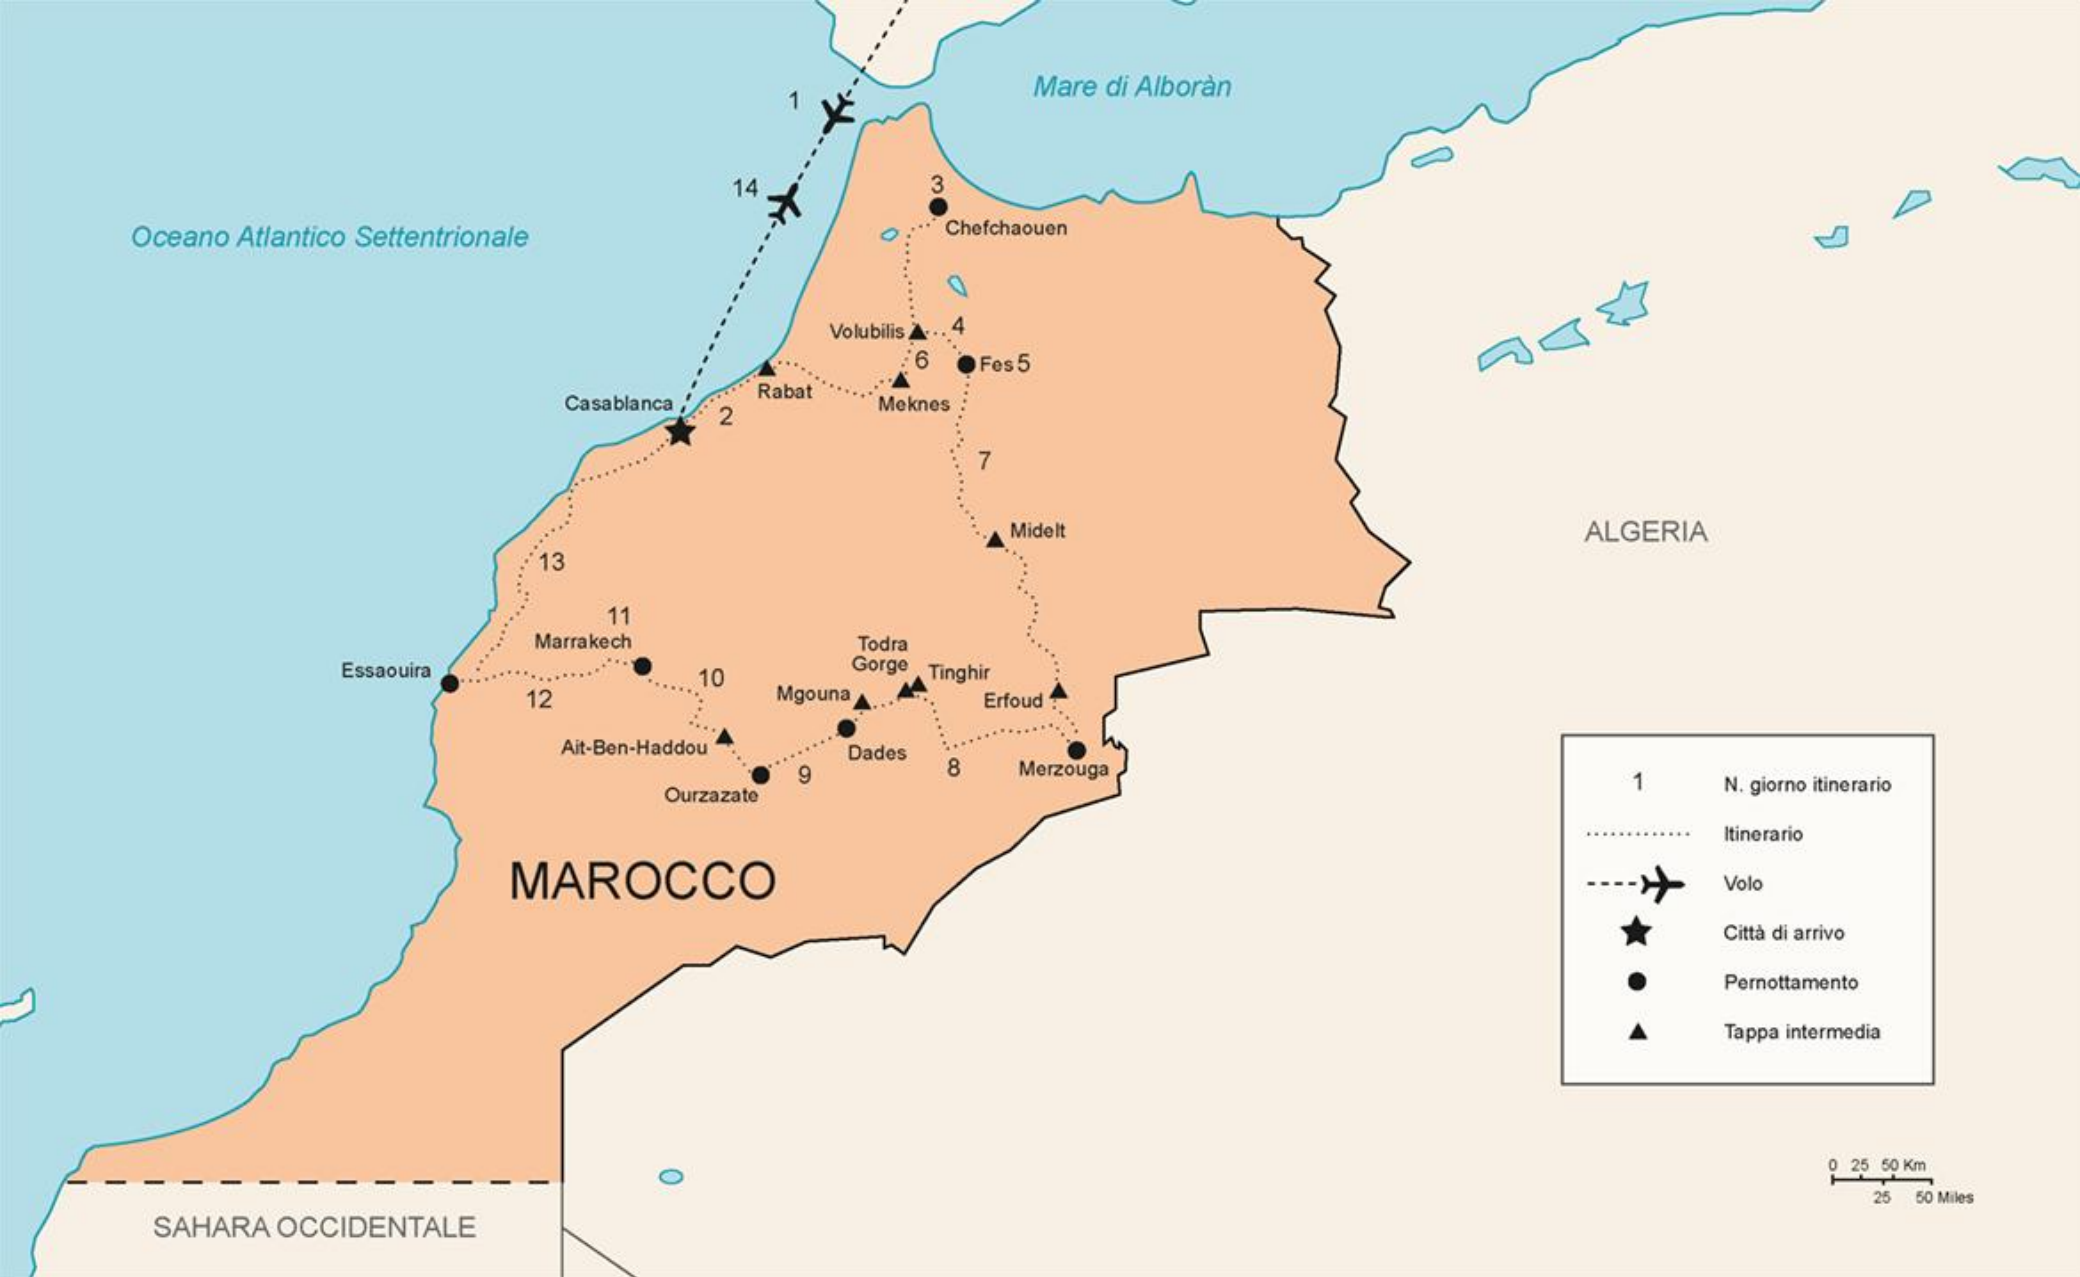 Mare di Alboràn
1
14
Oceano Atlantico Settentrionale
3
Chefchaouen
Volubilis
4
6
Fes
5
Rabat
Meknes
Casablanca
2
7
Midelt
ALGERIA
13
11
Marrakech
Essaouira
12
10
Todra
Gorge
Tinghir
Mgouna
Erfoud
Ait-Ben-Haddou
Dades
9
8
Merzouga
Ourzazate
MAROCCO
1 N. giorno itinerario
Itinerario
Volo
Città di arrivo
Pernottamento
Tappa intermedia
0 25 50 Km
25 50 Miles
SAHARA OCCIDENTALE